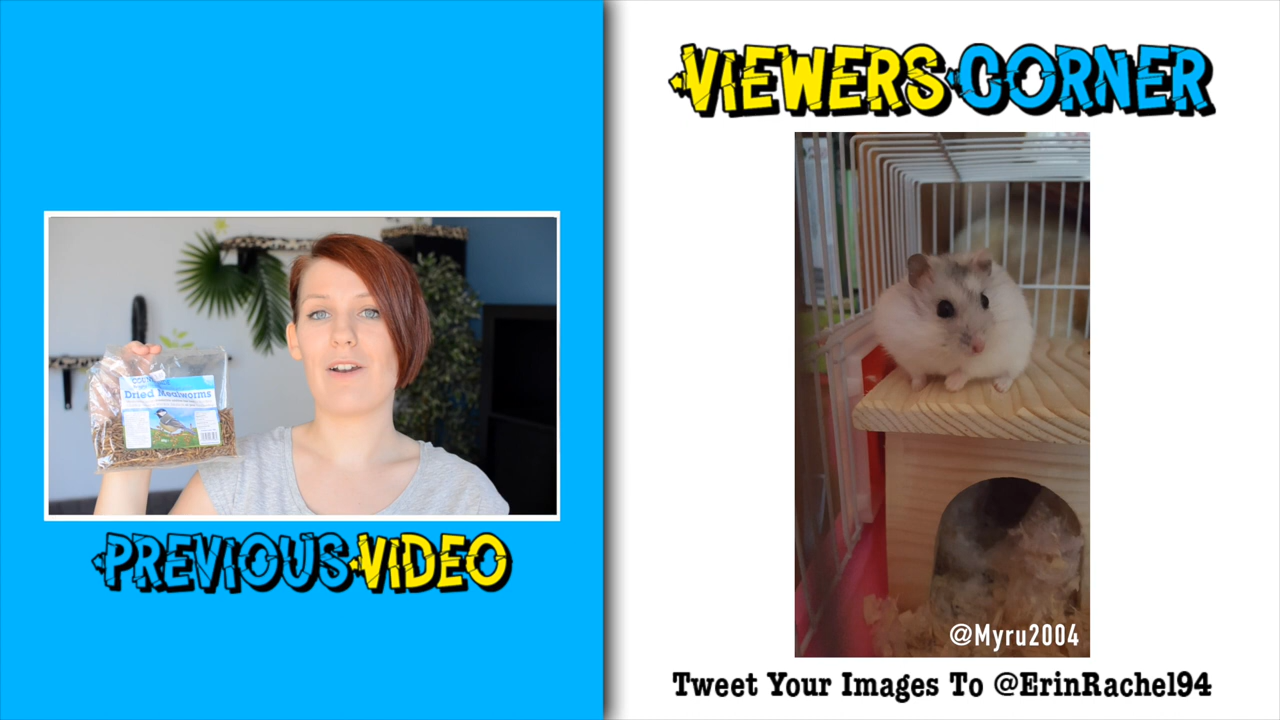 VIEWERS CORNER
Dried Mealworms
PREVIOUS VIDEO
@Myru2004
Tweet Your Images To @ErinRachel94